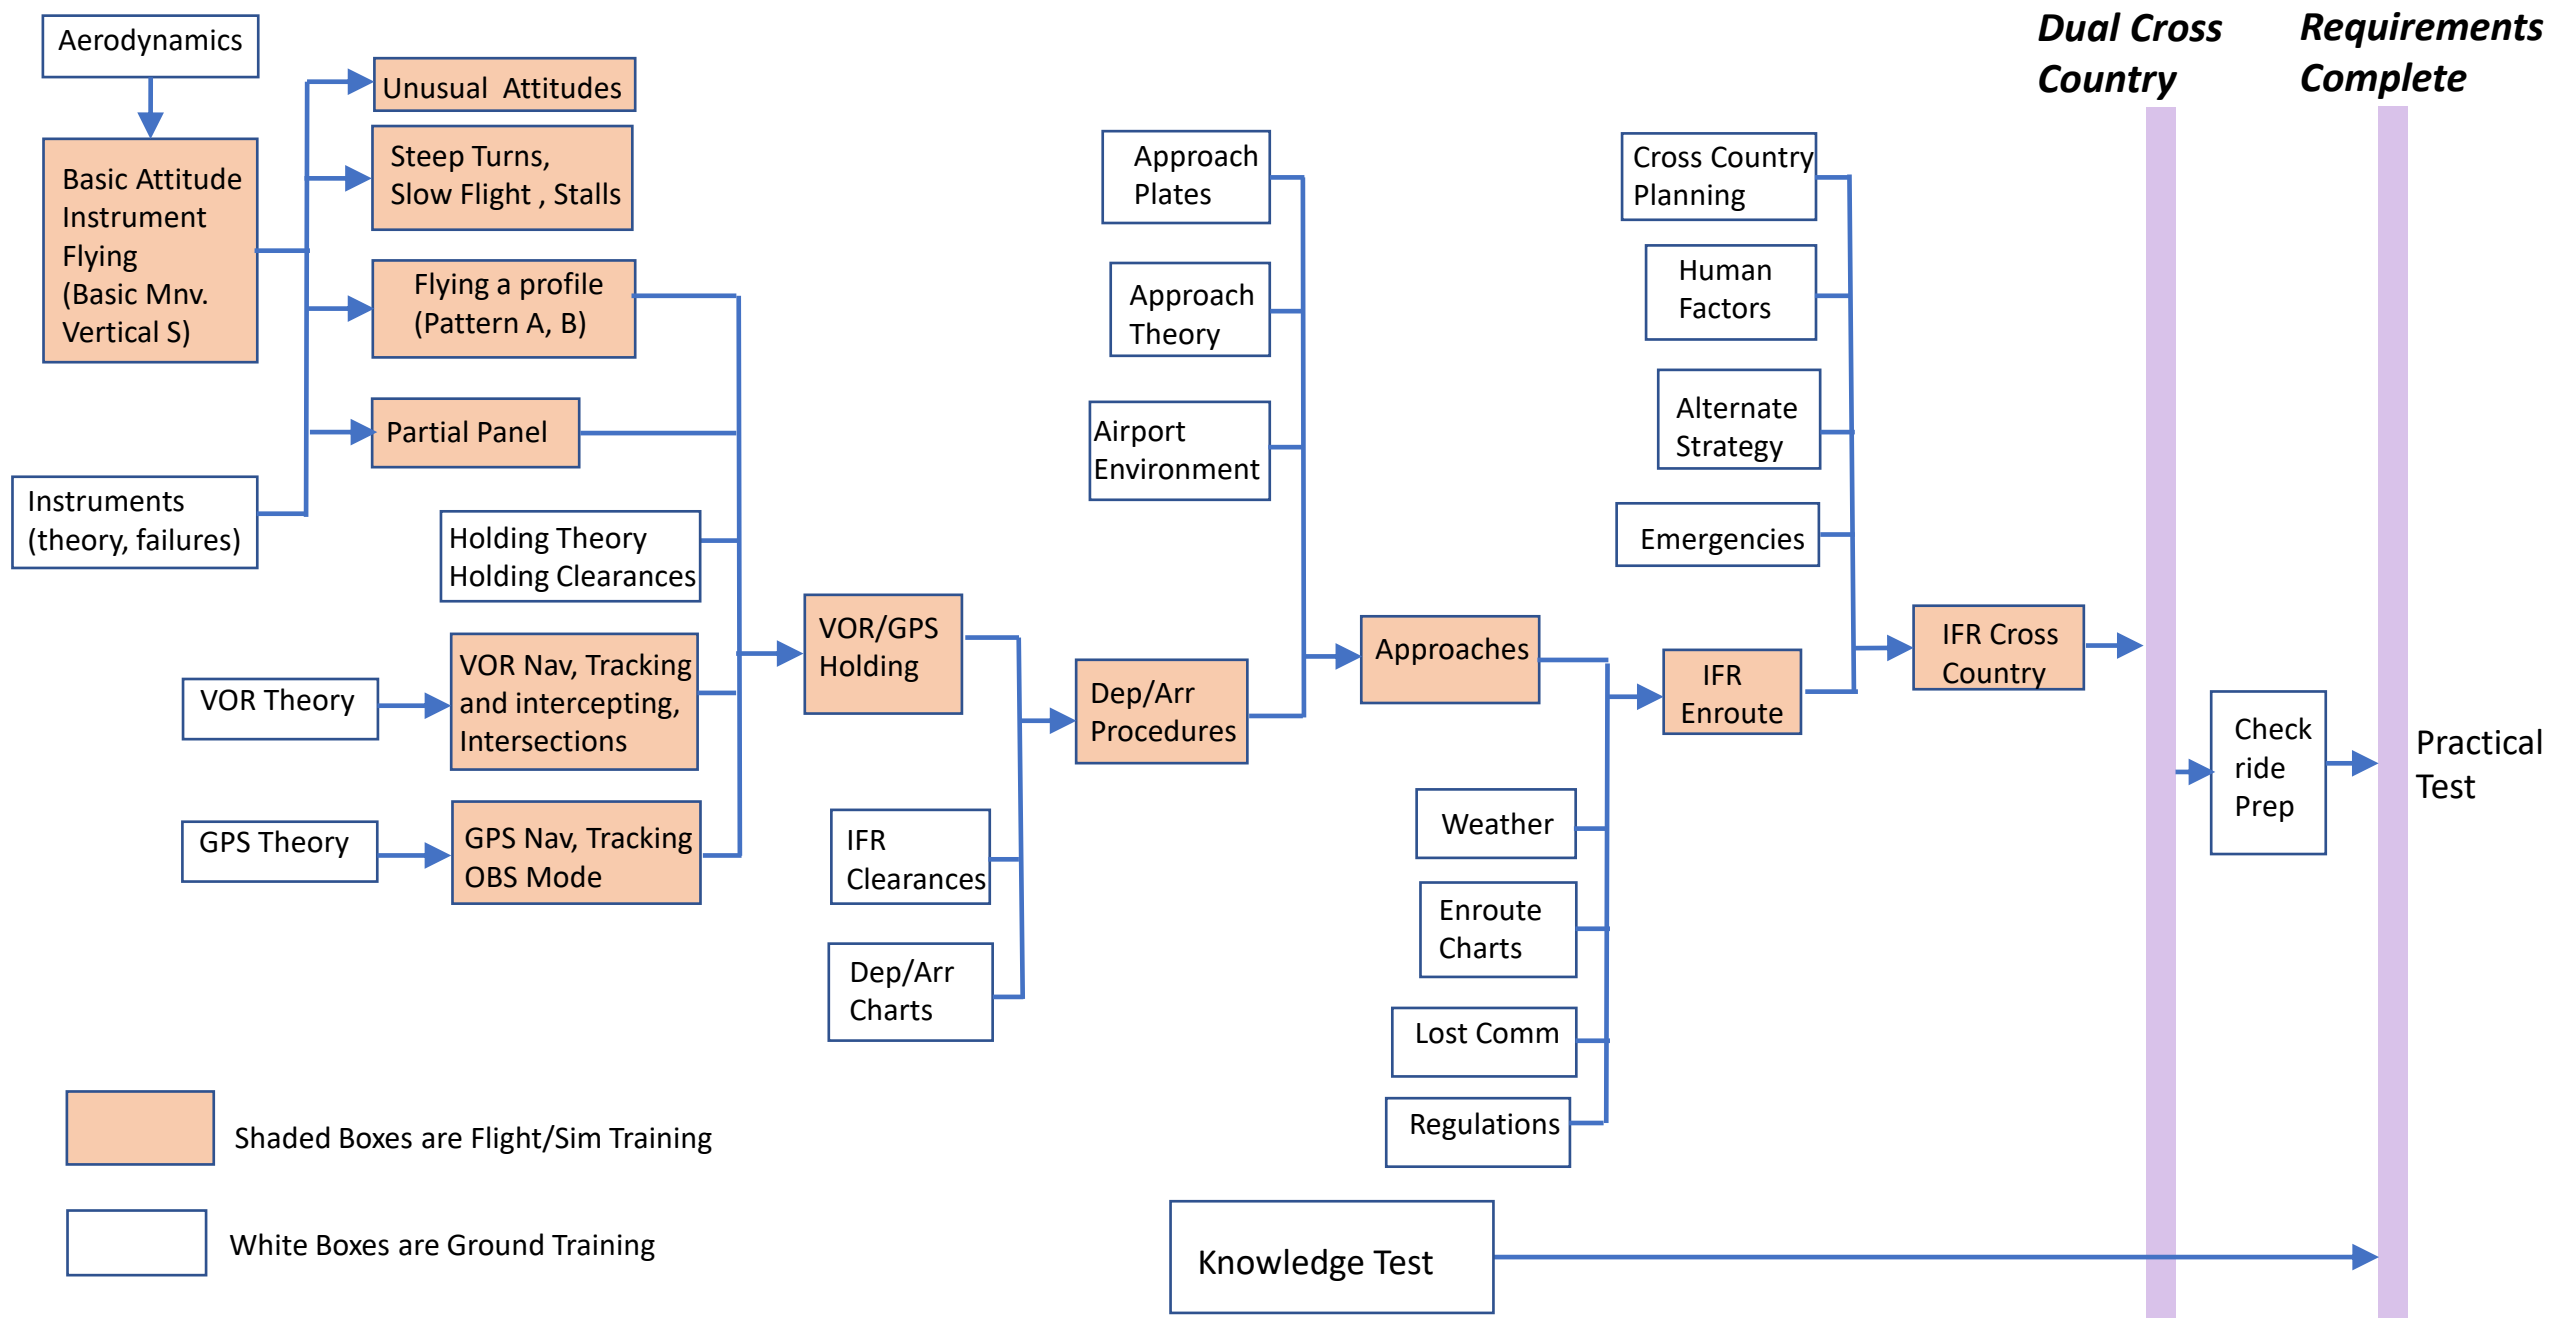 Aerodynamics
Basic Attitude
Instrument
Flying
(Basic Mnv.
Vertical S)
Instruments
(theory, failures)
Unusual  Attitudes
Steep Turns,
Slow Flight , Stalls
Flying a profile
(Pattern A, B)
Partial Panel
Holding Theory
Holding Clearances
VOR Theory
VOR Nav, Tracking
and intercepting,
Intersections
GPS Theory
GPS Nav, Tracking
OBS Mode
VOR/GPS
Holding
IFR
Clearances
Dep/Arr
Charts
Dep/Arr
Procedures
Approach
Plates
Approach
Theory
Airport
Environment
Approaches
Weather
Enroute
Charts
Lost Comm
Regulations
IFR
Enroute
Cross Country
Planning
Human
Factors
Alternate
Strategy
Emergencies
IFR Cross
Country
Dual Cross
Country
Check
ride
Prep
Requirements
Complete
Practical
Test
Knowledge Test
Shaded Boxes are Flight/Sim Training
White Boxes are Ground Training